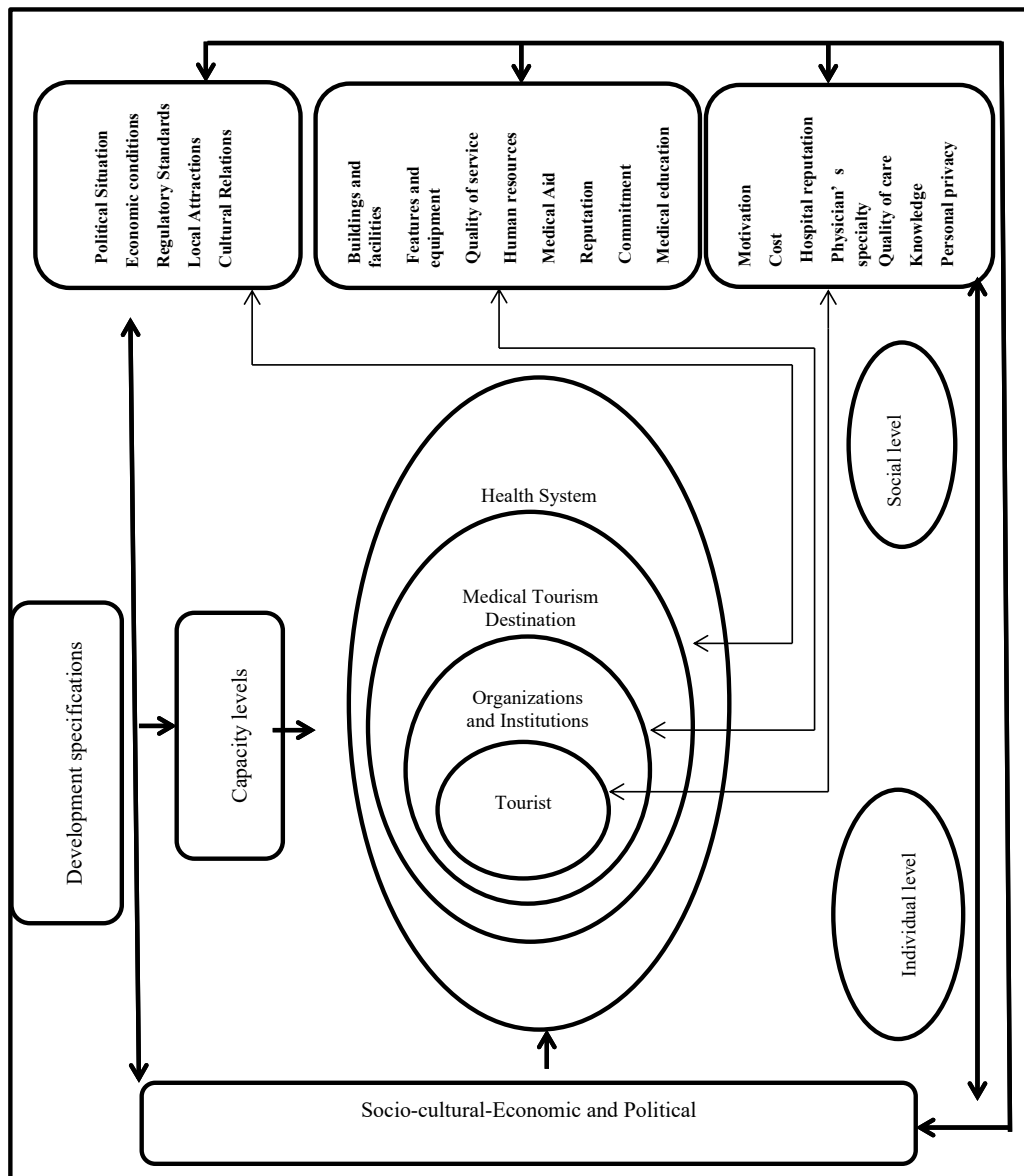 Political Situation
Economic conditions
Regulatory Standards
Local Attractions
Cultural Relations
Buildings and
facilities
Features and
equipment
Quality of service
Human resources
Medical Aid
Reputation
Commitment
Medical education
Motivation
Cost
Hospital reputation
Physician’ s
specialty
Quality of care
Knowledge
Personal privacy
Social level
Health System
Medical Tourism
Destination
Organizations
and Institutions
Tourist
Development specifications
Capacity levels
Individual level
Socio-cultural-Economic and Political